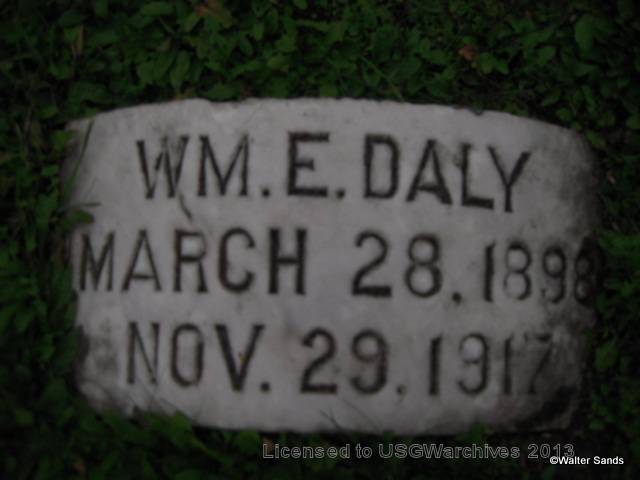 WM. E. DALY
MARCH 28, 1898
NOV. 29, 1917
Licensed to USGWarchives 2013
©Walter Sands